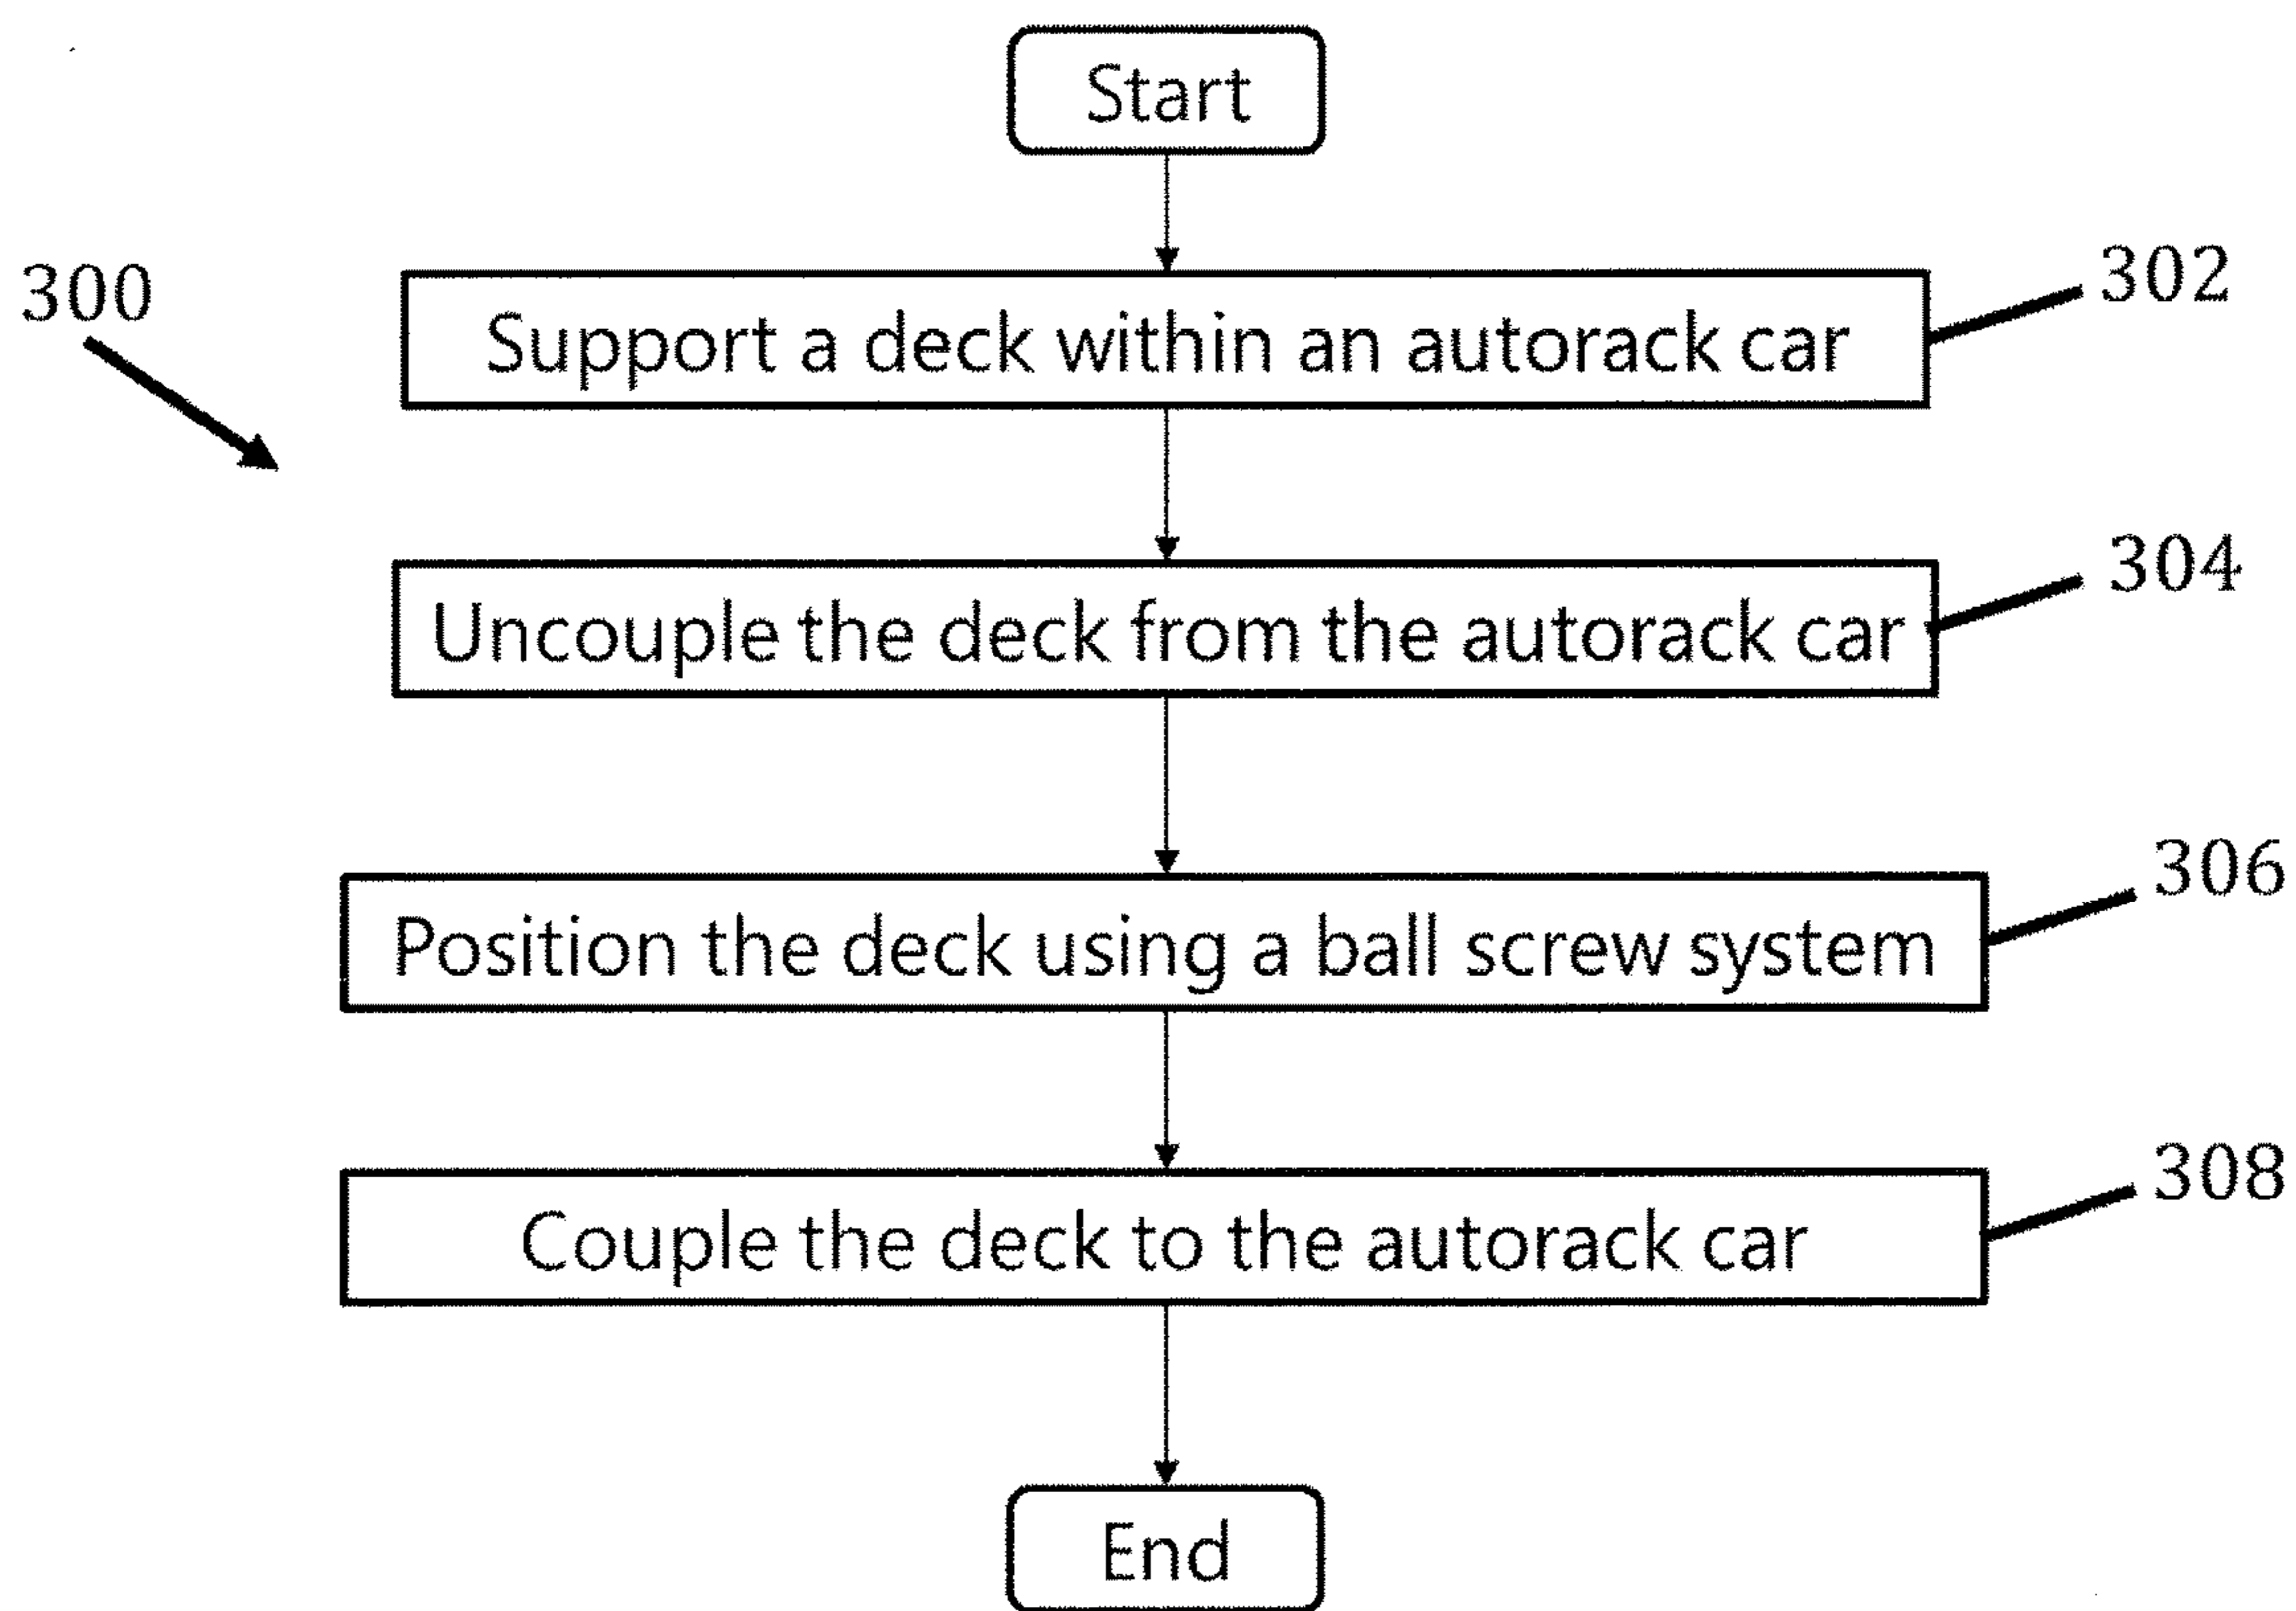 Start
300
302
Support a deck within an autorack car
304
Uncouple the deck from the autorack car
306
Position the deck using a ball screw system
308
Couple the deck to the autorack car
End